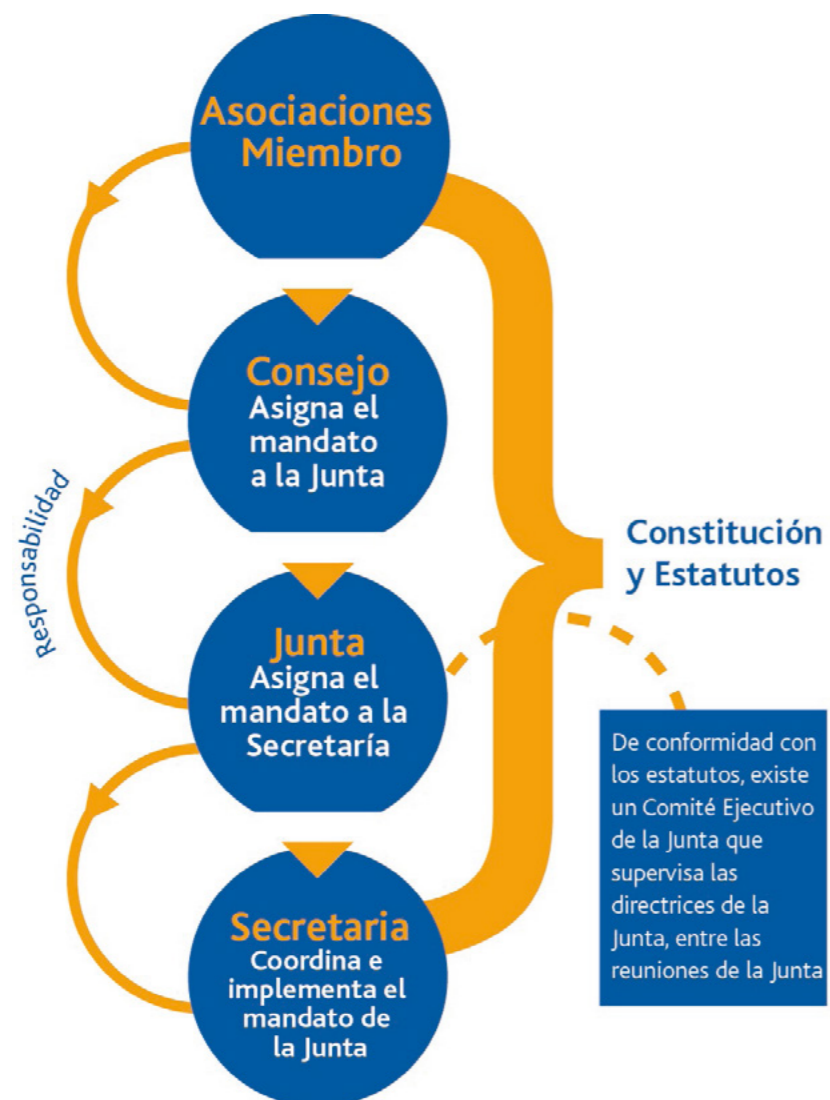 Asociaciones
Miembro
Consejo
Asigna el
mandato
a la Junta
Responsabilidad
Constitución
y Estatutos
Junta
Asigna el
mandato a la
Secretaría
De conformidad con
los estatutos, existe
un Comité Ejecutivo
de la Junta que
supervisa las
directrices de la
Junta, entre las
reuniones de la Junta
Secretaria
Coordina e
implementa el
mandato de
la Junta